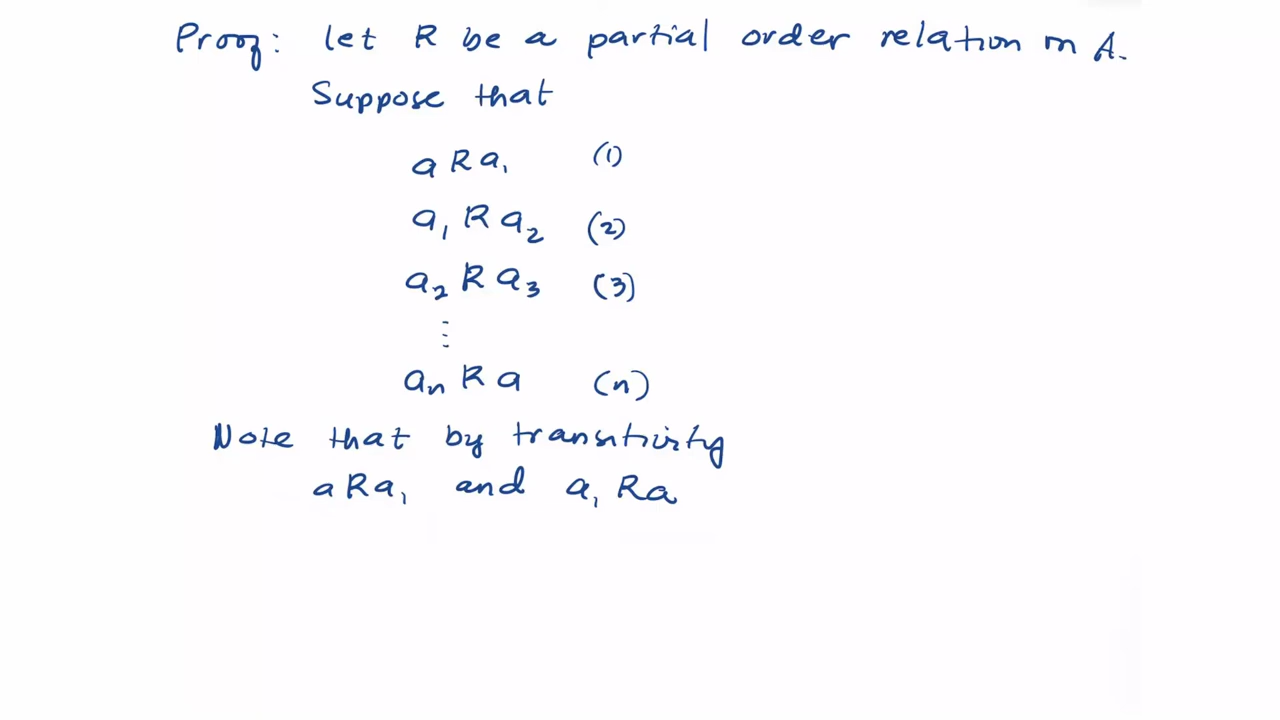 Proof: let R be a partial order relation on A.
Suppose that
a R a₁ (1)
a₁ R a₂ (2)
a₂ R a₃ (3)
⋮
aₙ R a (n)
Note that by transitivity
a R a₁ and a₁ R a